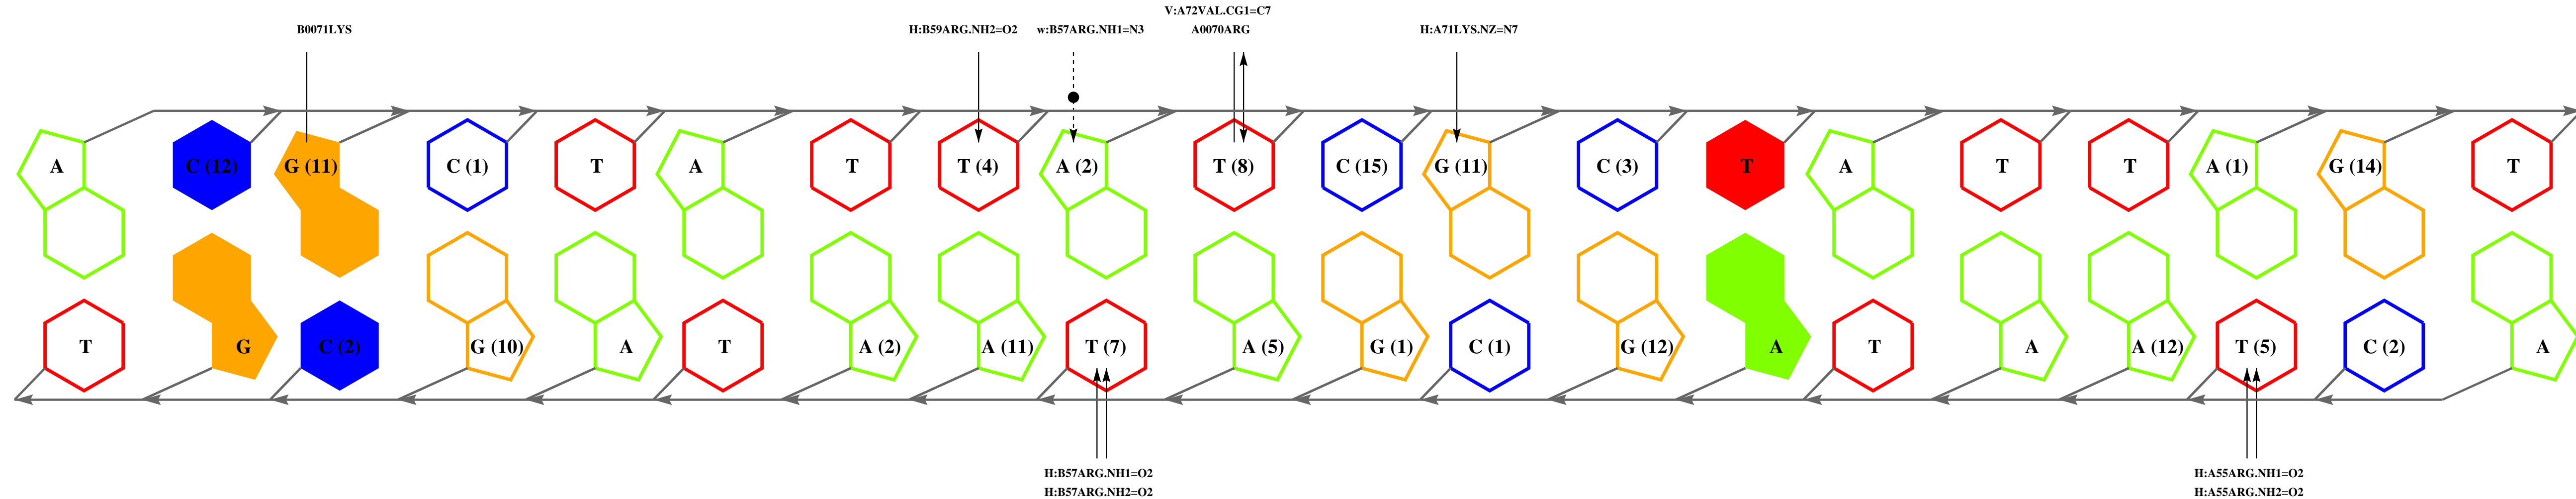 V:A72VAL.CG1=C7
B0071LYS H:B59ARG.NH2=O2 w:B57ARG.NH1=N3 A0070ARG H:A71LYS.NZ=N7
A C (12) G (11) C (1) T A T T (4) A (2) T (8) C (15) G (11) C (3) T A T T A (1) G (14) T
T G C (2) G (10) A T A (2) A (11) T (7) A (5) G (1) C (1) G (12) A T A A (12) T (5) C (2) A
H:B57ARG.NH1=O2 H:A55ARG.NH1=O2
H:B57ARG.NH2=O2 H:A55ARG.NH2=O2